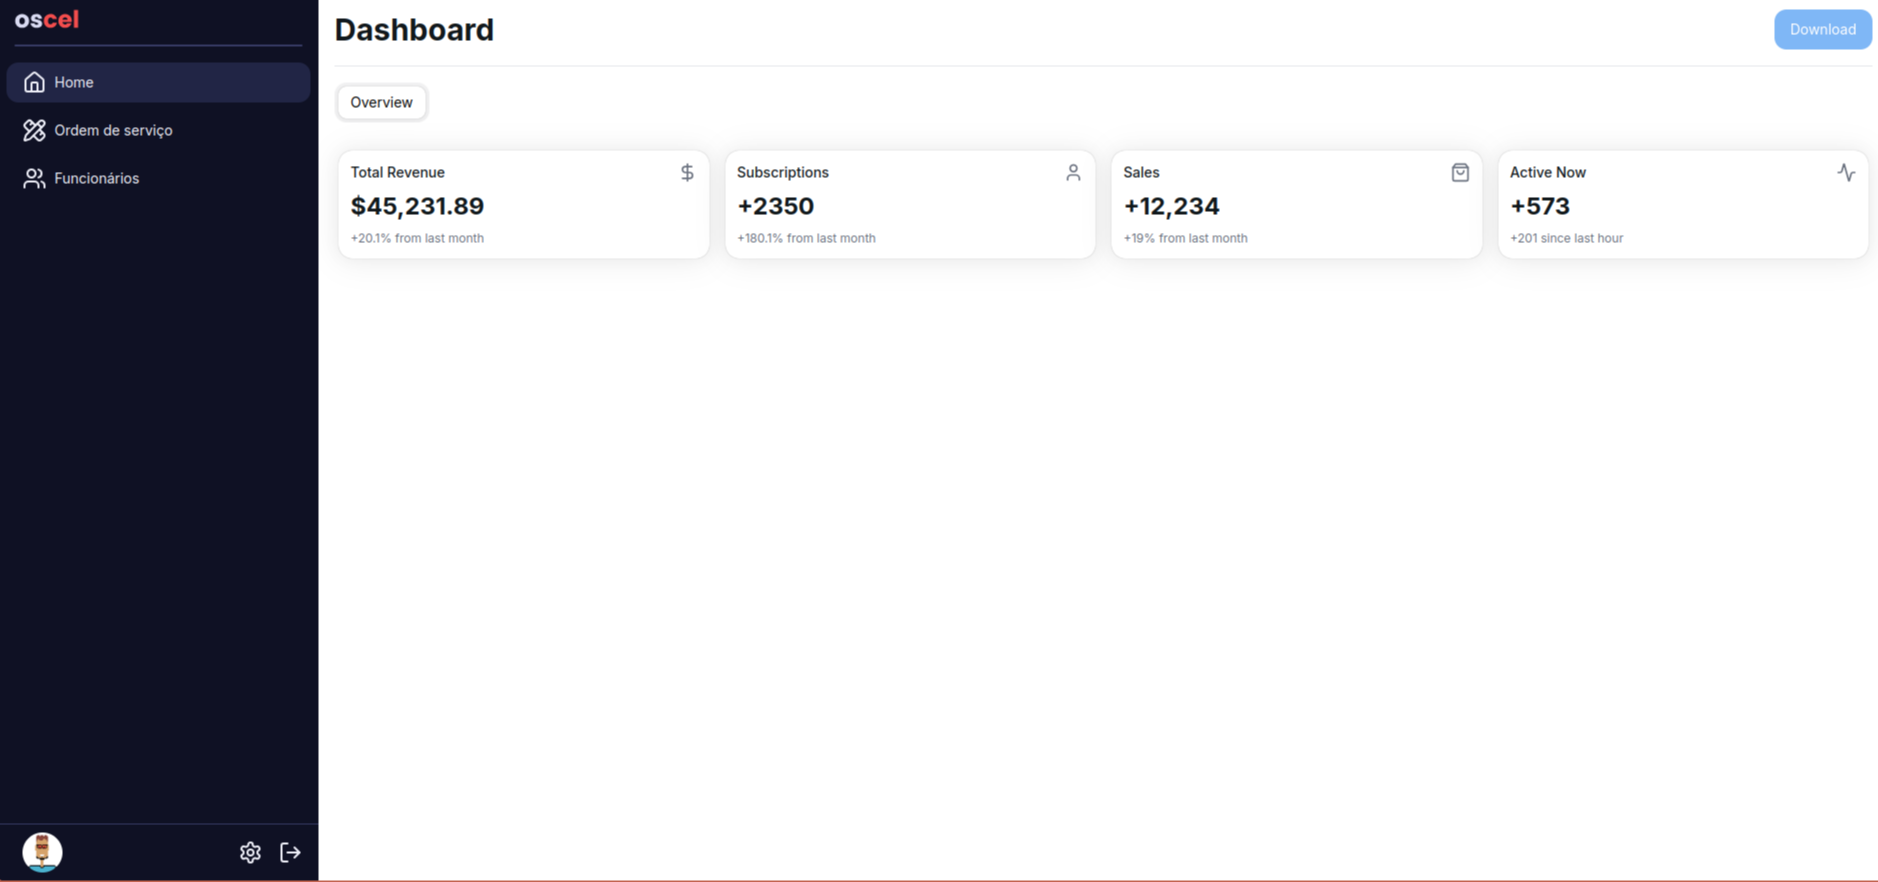 oscel
Home
Ordem de serviço
Funcionários
Dashboard
Download
Overview
Total Revenue
$45,231.89
+20.1% from last month
Subscriptions
+2350
+180.1% from last month
Sales
+12,234
+19% from last month
Active Now
+573
+201 since last hour